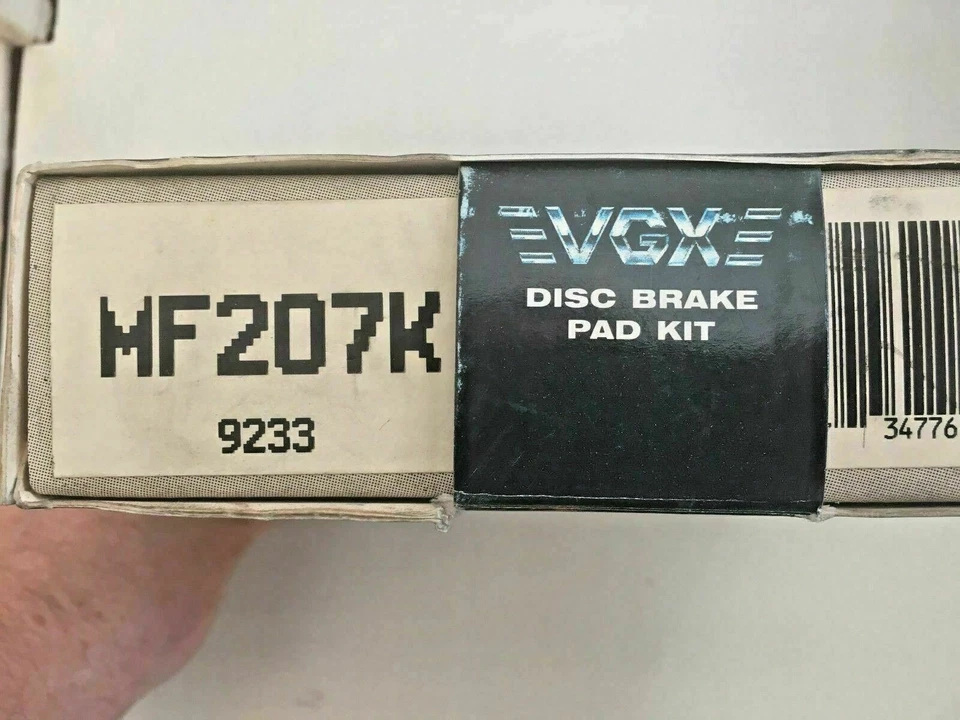 MF207K
9233
VGX
DISC BRAKE
PAD KIT
34776